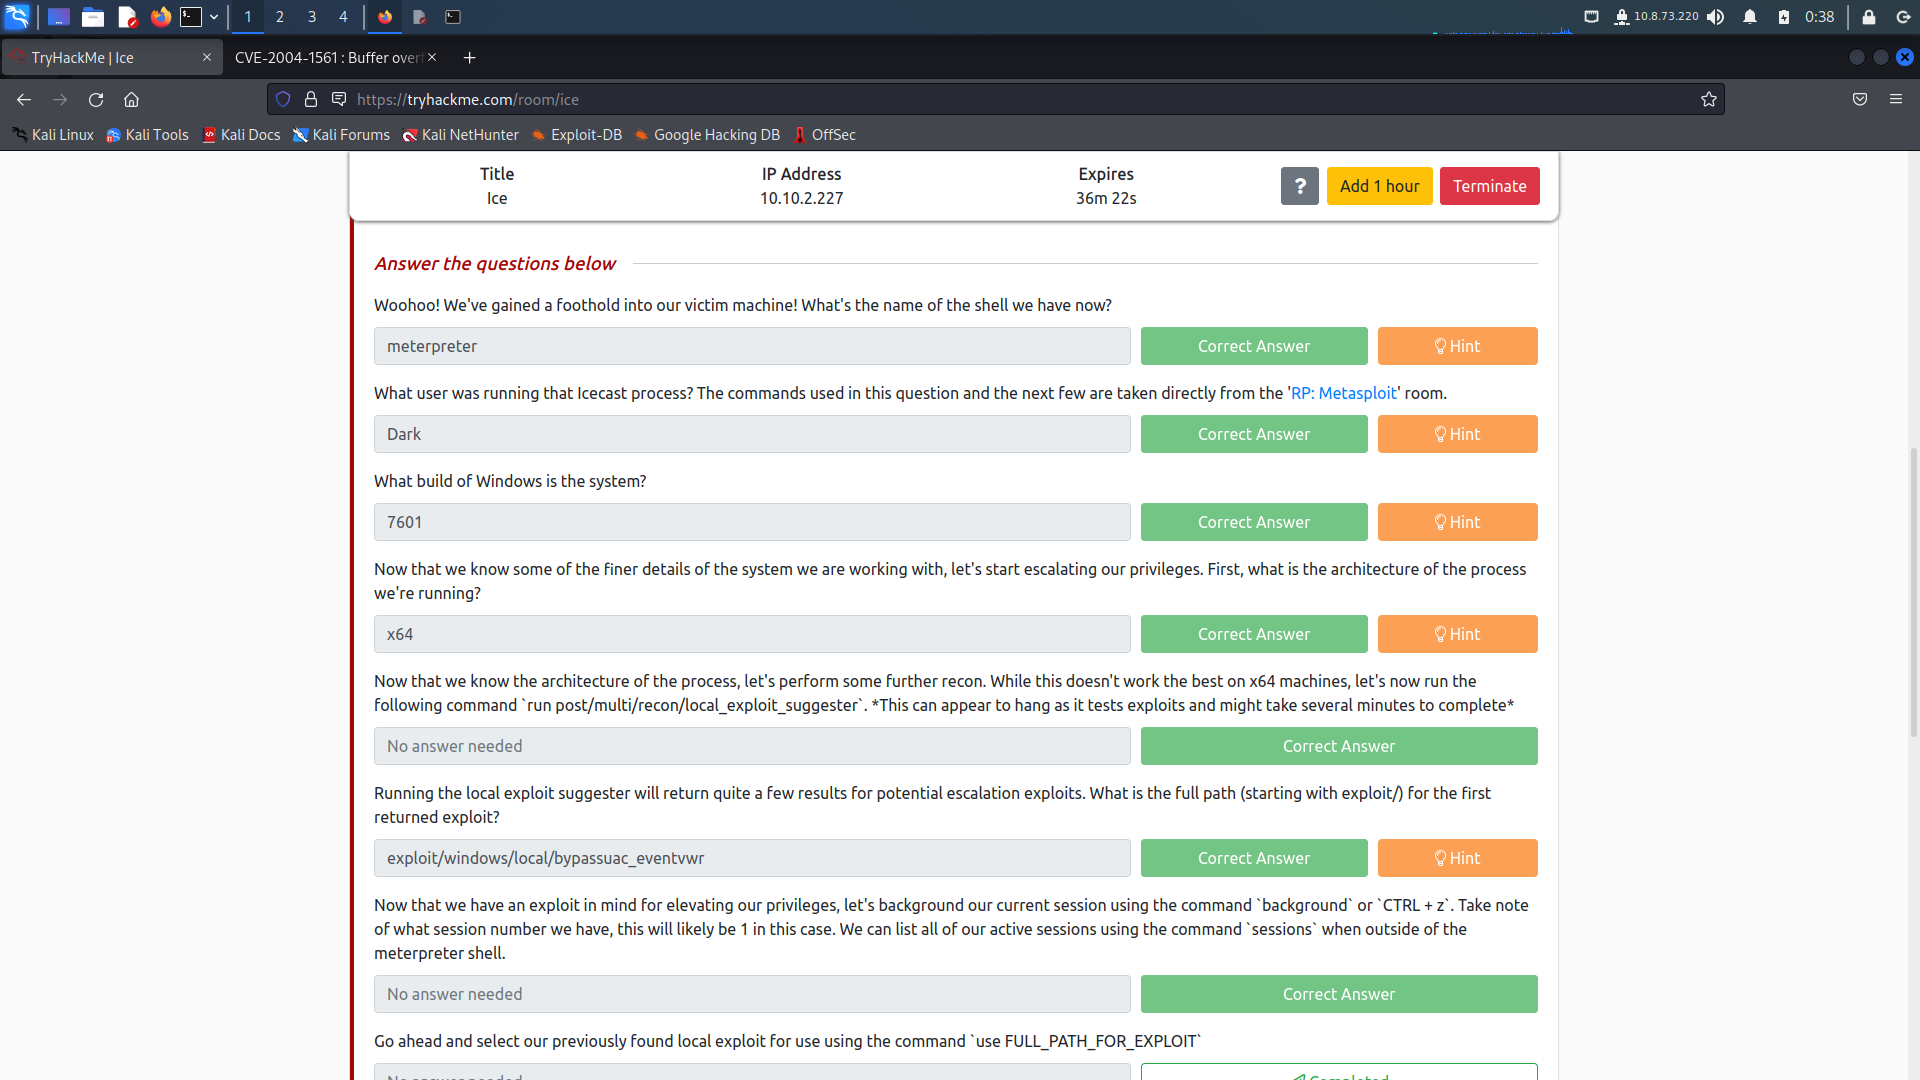 1 2 3 4 10.8.73.220 0:38
TryHackMe | Ice
CVE-2004-1561 : Buffer over
https://tryhackme.com/room/ice
Kali Linux Kali Tools Kali Docs Kali Forums Kali NetHunter Exploit-DB Google Hacking DB OffSec
Title IP Address Expires
Ice 10.10.2.227 36m 22s
? Add 1 hour Terminate
Answer the questions below
Woohoo! We've gained a foothold into our victim machine! What's the name of the shell we have now?
meterpreter Correct Answer Hint
What user was running that Icecast process? The commands used in this question and the next few are taken directly from the 'RP: Metasploit' room.
Dark Correct Answer Hint
What build of Windows is the system?
7601 Correct Answer Hint
Now that we know some of the finer details of the system we are working with, let's start escalating our privileges. First, what is the architecture of the process
we're running?
x64 Correct Answer Hint
Now that we know the architecture of the process, let's perform some further recon. While this doesn't work the best on x64 machines, let's now run the
following command `run post/multi/recon/local_exploit_suggester`. *This can appear to hang as it tests exploits and might take several minutes to complete*
No answer needed Correct Answer
Running the local exploit suggester will return quite a few results for potential escalation exploits. What is the full path (starting with exploit/) for the first
returned exploit?
exploit/windows/local/bypassuac_eventvwr Correct Answer Hint
Now that we have an exploit in mind for elevating our privileges, let's background our current session using the command `background` or `CTRL + z`. Take note
of what session number we have, this will likely be 1 in this case. We can list all of our active sessions using the command `sessions` when outside of the
meterpreter shell.
No answer needed Correct Answer
Go ahead and select our previously found local exploit for use using the command `use FULL_PATH_FOR_EXPLOIT`
No answer needed Completed